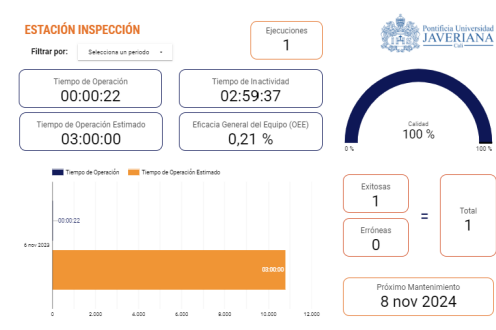 ESTACIÓN INSPECCIÓN
Filtrar por:
Selecciona un periodo
Ejecuciones
1
Pontificia Universidad
JAVERIANA
Cali
Tiempo de Operación
00:00:22
Tiempo de Inactividad
02:59:37
Tiempo de Operación Estimado
03:00:00
Eficacia General del Equipo (OEE)
0,21 %
Calidad
100 %
0 %
100 %
Tiempo de Operación
Tiempo de Operación Estimado
00:00:22
6 nov 2023
03:00:00
0
2.000
4.000
6.000
8.000
10.000
12.000
Exitosas
1
Erróneas
0
=
Total
1
Próximo Mantenimiento
8 nov 2024